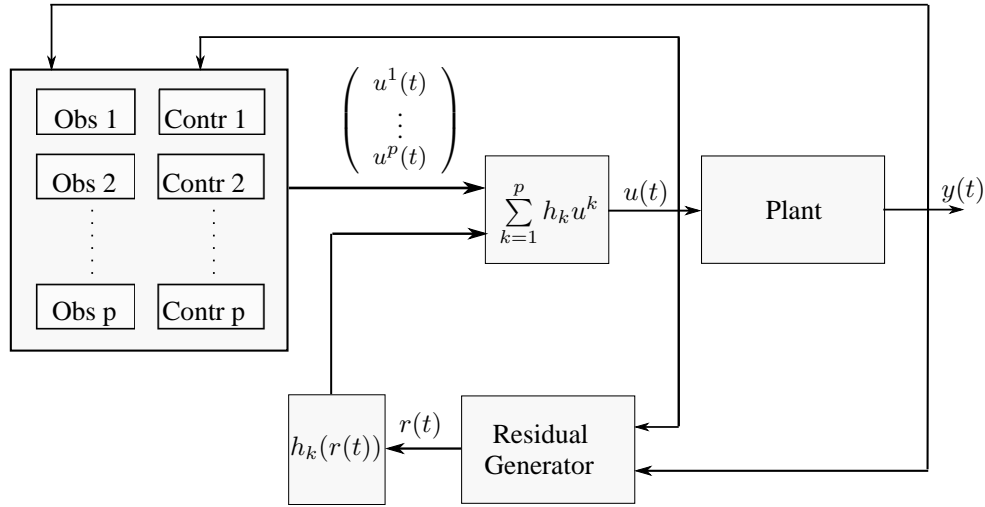 Obs 1 Contr 1
Obs 2 Contr 2
Obs p Contr p
u^1(t)
⋮
u^p(t)
p
∑ h_k u^k
k=1
u(t)
Plant
y(t)
h_k(r(t))
r(t)
Residual
Generator